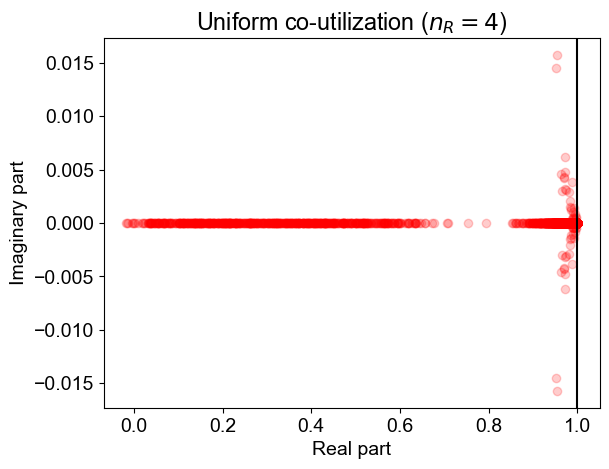 Uniform co-utilization (n_R = 4)
0.015
0.010
0.005
0.000
−0.005
−0.010
−0.015
Imaginary part
0.0 0.2 0.4 0.6 0.8 1.0
Real part